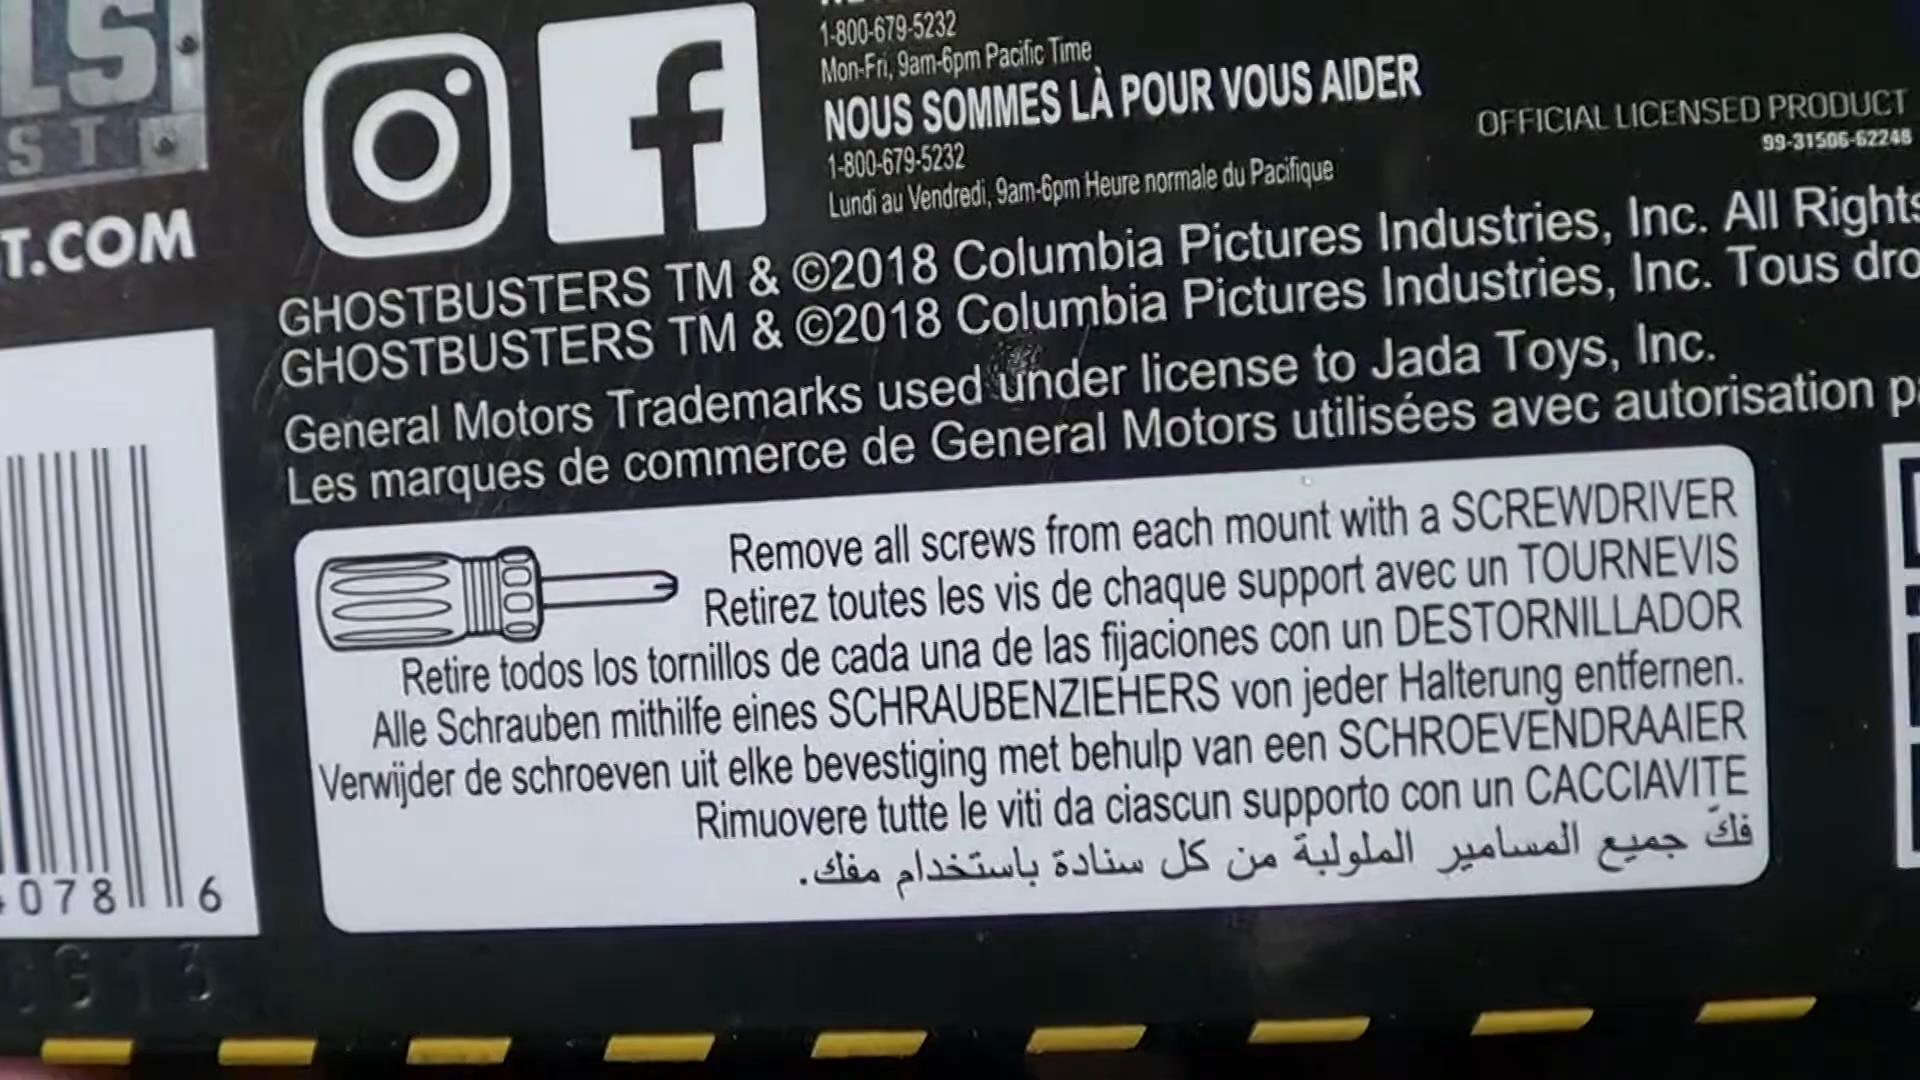 LS
ST
T.COM
1-800-679-5232
Mon-Fri, 9am-6pm Pacific Time
NOUS SOMMES LÀ POUR VOUS AIDER
1-800-679-5232
Lundi au Vendredi, 9am-6pm Heure normale du Pacifique
OFFICIAL LICENSED PRODUCT
99-31506-62248
GHOSTBUSTERS TM & ©2018 Columbia Pictures Industries, Inc. All Rights
GHOSTBUSTERS TM & ©2018 Columbia Pictures Industries, Inc. Tous dro
General Motors Trademarks used under license to Jada Toys, Inc.
Les marques de commerce de General Motors utilisées avec autorisation pa
Remove all screws from each mount with a SCREWDRIVER
Retirez toutes les vis de chaque support avec un TOURNEVIS
Retire todos los tornillos de cada una de las fijaciones con un DESTORNILLADOR
Alle Schrauben mithilfe eines SCHRAUBENZIEHERS von jeder Halterung entfernen.
Verwijder de schroeven uit elke bevestiging met behulp van een SCHROEVENDRAAIER
Rimuovere tutte le viti da ciascun supporto con un CACCIAVITE
فكّ جميع المسامير الملولبة من كل سنادة باستخدام مفك.
078 6